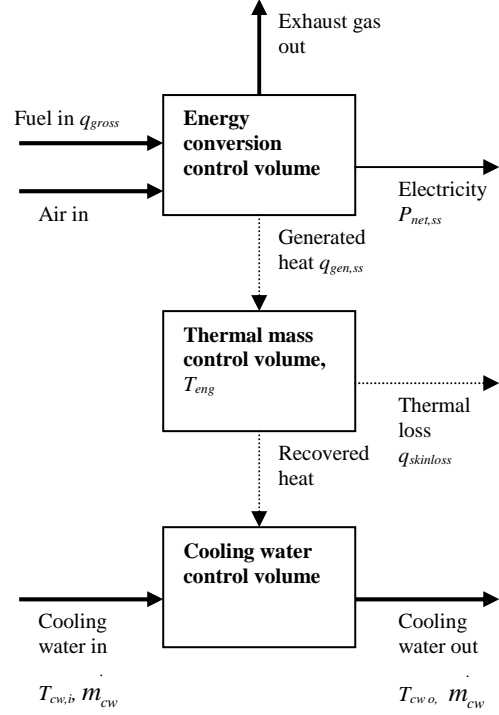 Exhaust gas
out
Fuel in q_gross
Energy
conversion
control volume
Air in
Electricity
P_net,ss
Generated
heat q_gen,ss
Thermal mass
control volume,
T_eng
Thermal
loss
q_skinloss
Recovered
heat
Cooling water
control volume
Cooling
water in
T_cw,i, ṁ_cw
Cooling
water out
T_cw o, ṁ_cw